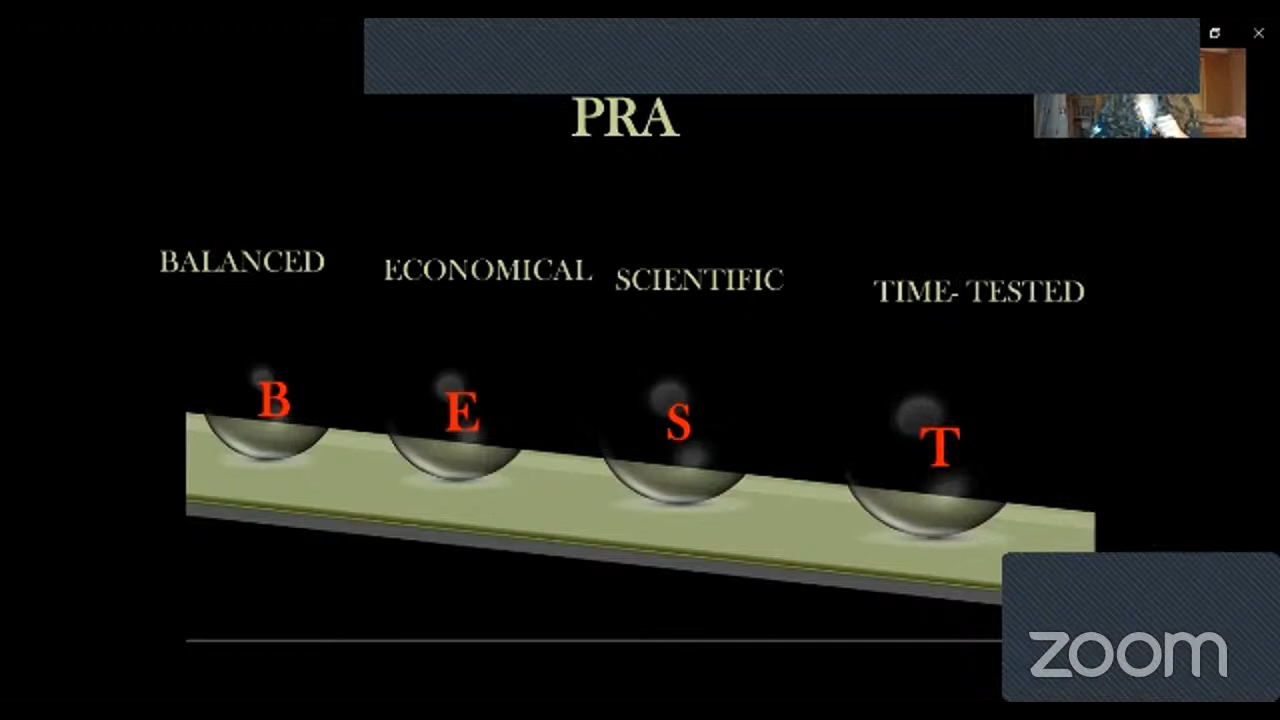 PRA
BALANCED
ECONOMICAL
SCIENTIFIC
TIME- TESTED
B
E
S
T
zoom